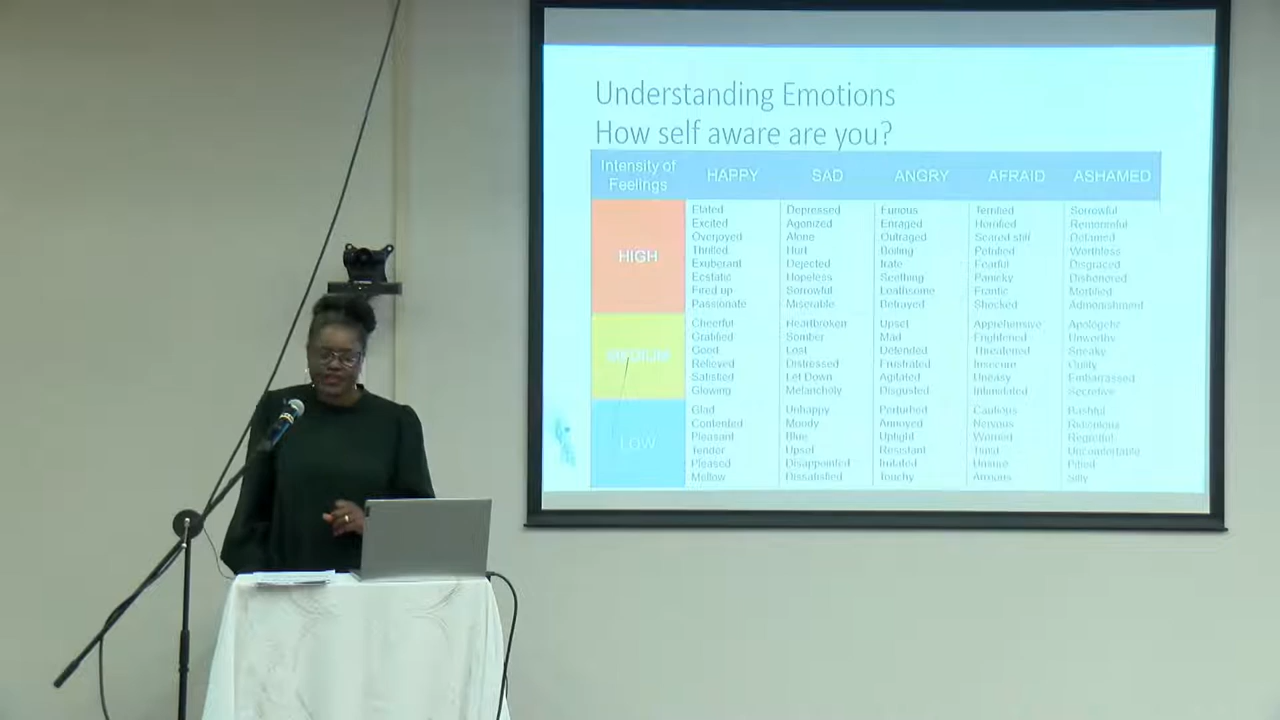 Understanding Emotions
How self aware are you?
Intensity of Feelings HAPPY SAD ANGRY AFRAID ASHAMED
HIGH
Elated Depressed Furious Terrified Sorrowful
Excited Agonized Enraged Horrified Remorseful
Overjoyed Alone Outraged Scared stiff Defamed
Thrilled Hurt Boiling Petrified Worthless
Exuberant Dejected Irate Fearful Disgraced
Ecstatic Hopeless Seething Panicky Dishonored
Fired up Sorrowful Loathsome Frantic Mortified
Passionate Miserable Betrayed Shocked Admonishment
MEDIUM
Cheerful Heartbroken Upset Apprehensive Apologetic
Gratified Somber Mad Frightened Unworthy
Good Lost Defended Threatened Sneaky
Relieved Distressed Frustrated Insecure Guilty
Satisfied Let Down Agitated Uneasy Embarrassed
Glowing Melancholy Disgusted Intimidated Secretive
LOW
Glad Unhappy Perturbed Cautious Bashful
Contented Moody Annoyed Nervous
Pleasant Blue Uptight Worried Regretful
Tender Upset Resistant Timid Uncomfortable
Pleased Disappointed Irritated Unsure Pitied
Mellow Dissatisfied Touchy Anxious Silly